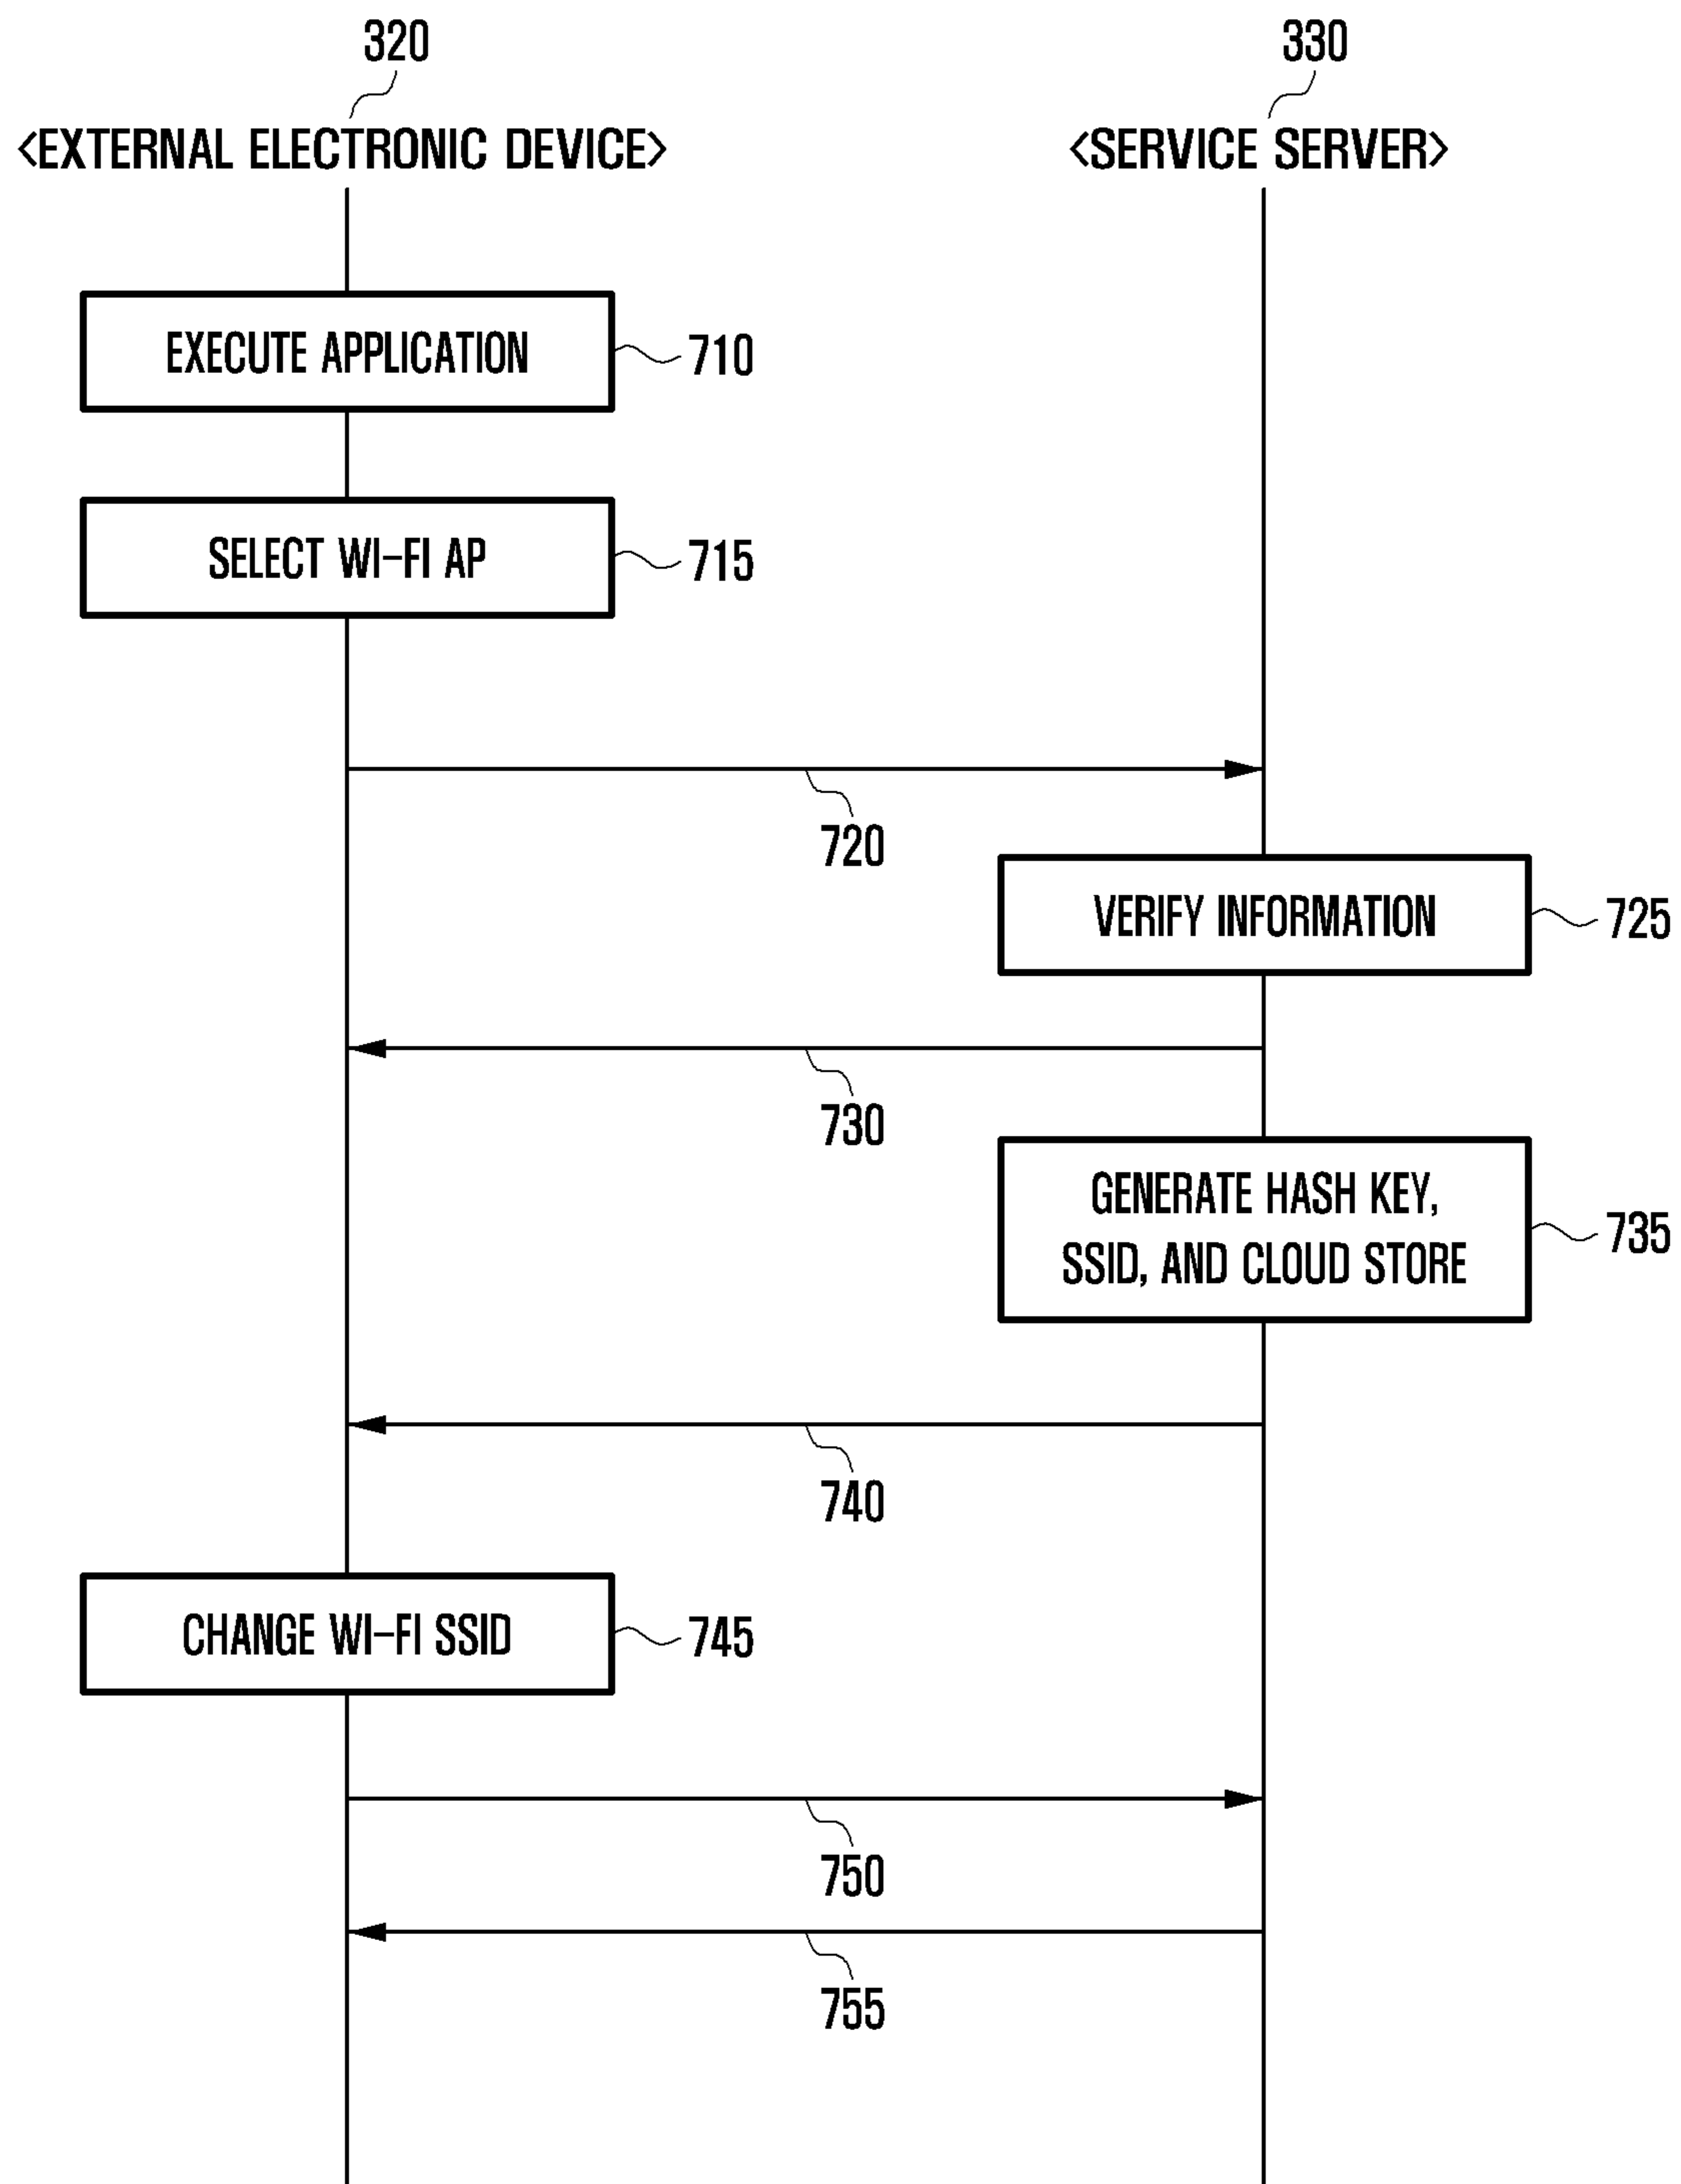 320
330
<EXTERNAL ELECTRONIC DEVICE>
<SERVICE SERVER>
EXECUTE APPLICATION
710
SELECT WI-FI AP
715
720
VERIFY INFORMATION
725
730
GENERATE HASH KEY,
SSID, AND CLOUD STORE
735
740
CHANGE WI-FI SSID
745
750
755